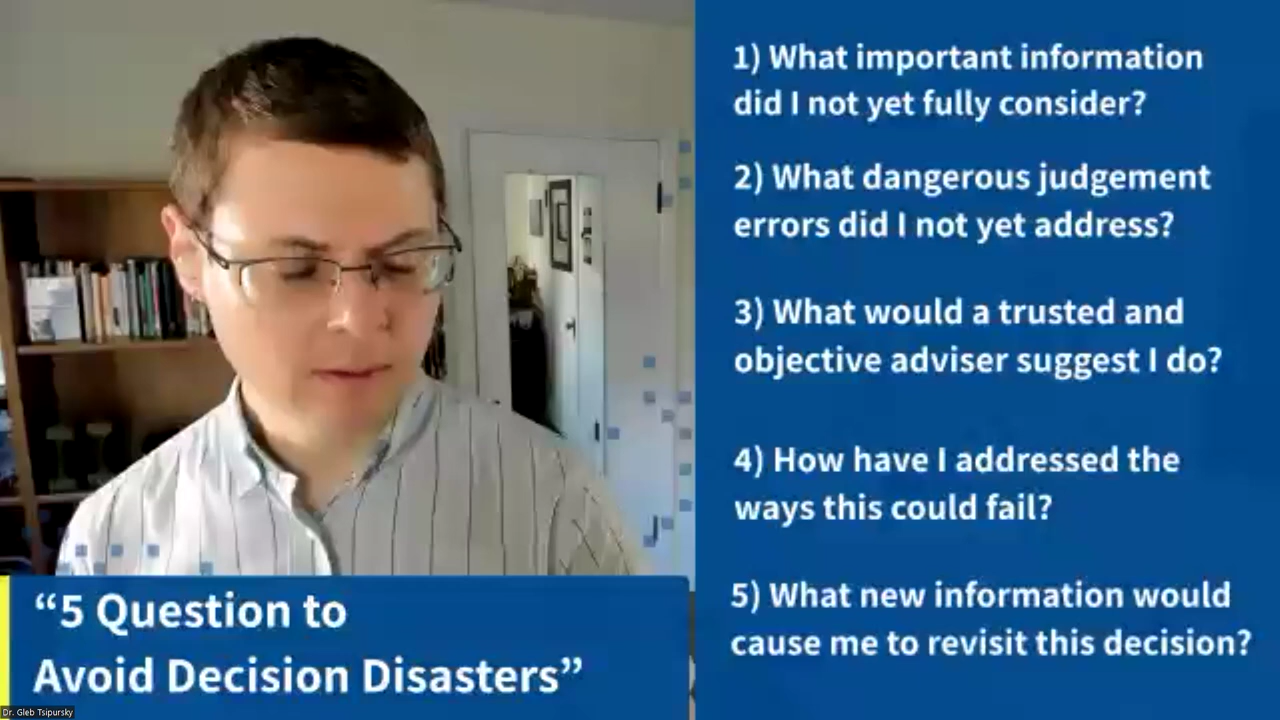 1) What important information
did I not yet fully consider?
2) What dangerous judgement
errors did I not yet address?
3) What would a trusted and
objective adviser suggest I do?
4) How have I addressed the
ways this could fail?
5) What new information would
cause me to revisit this decision?
“5 Question to
Avoid Decision Disasters”
Dr. Gleb Tsipursky